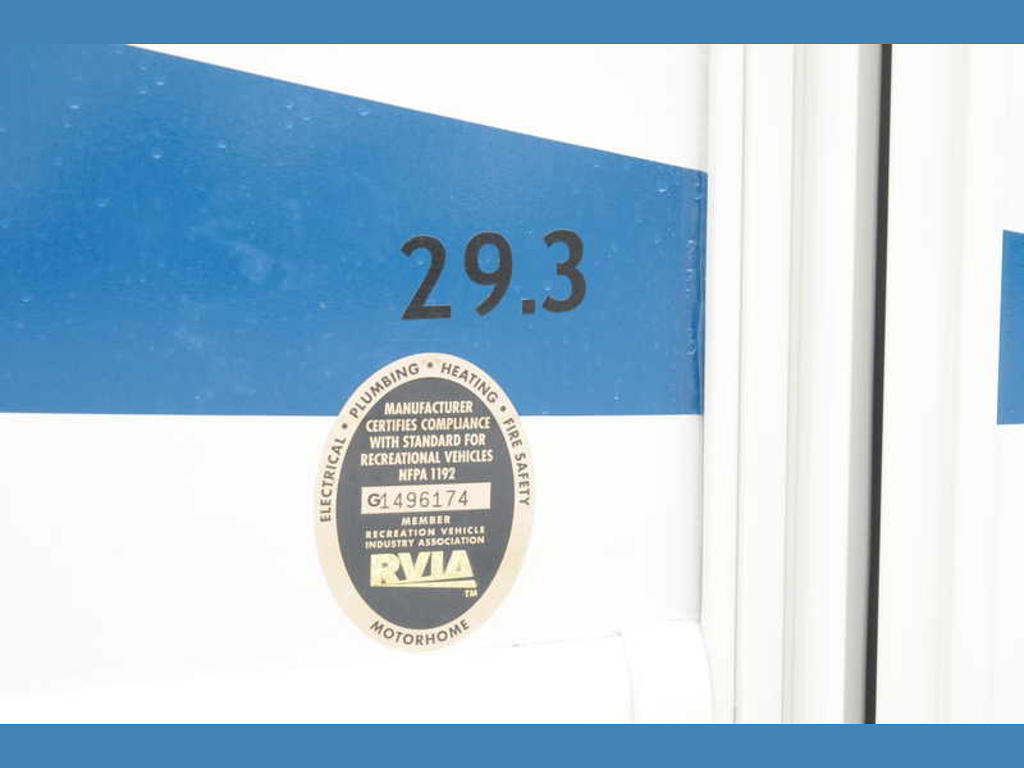 29.3
ELECTRICAL • PLUMBING • HEATING • FIRE SAFETY
MANUFACTURER
CERTIFIES COMPLIANCE
WITH STANDARD FOR
RECREATIONAL VEHICLES
NFPA 1192
G1496174
MEMBER
RECREATION VEHICLE
INDUSTRY ASSOCIATION
RVIA
TM
MOTORHOME